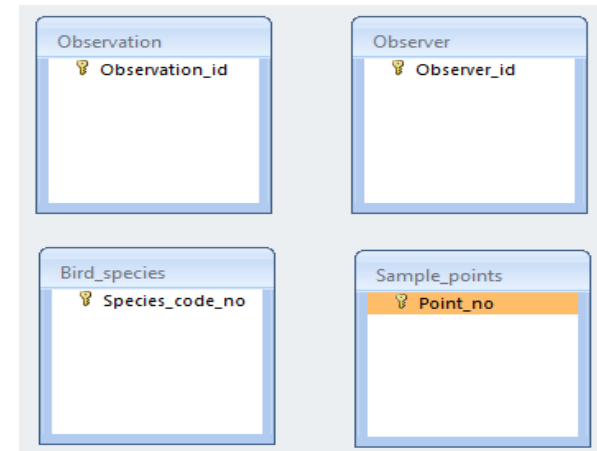 Observation
Observation_id
Observer
Observer_id
Bird_species
Species_code_no
Sample_points
Point_no